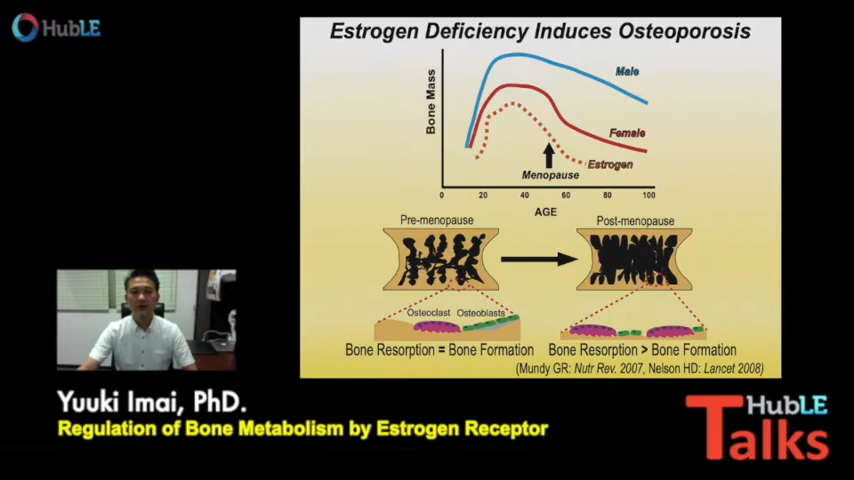 HubLE
Estrogen Deficiency Induces Osteoporosis
Bone Mass
Male
Female
Estrogen
Menopause
0 20 40 60 80 100
AGE
Pre-menopause
Post-menopause
Osteoclast Osteoblasts
Bone Resorption = Bone Formation
Bone Resorption > Bone Formation
(Mundy GR: Nutr Rev. 2007, Nelson HD: Lancet 2008)
Yuuki Imai, PhD.
Regulation of Bone Metabolism by Estrogen Receptor
HubLE
Talks